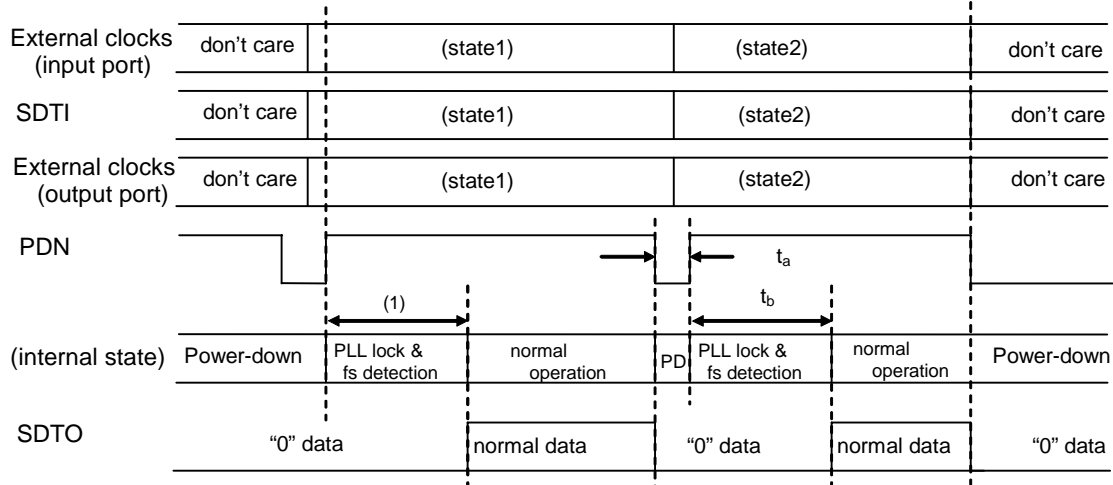 External clocks
(input port)
don't care
(state1)
(state2)
don't care
SDTI
don't care
(state1)
(state2)
don't care
External clocks
(output port)
don't care
(state1)
(state2)
don't care
PDN
ta
(1)
tb
(internal state)
Power-down
PLL lock &
fs detection
normal
operation
PD
PLL lock &
fs detection
normal
operation
Power-down
SDTO
“0” data
normal data
“0” data
normal data
“0” data